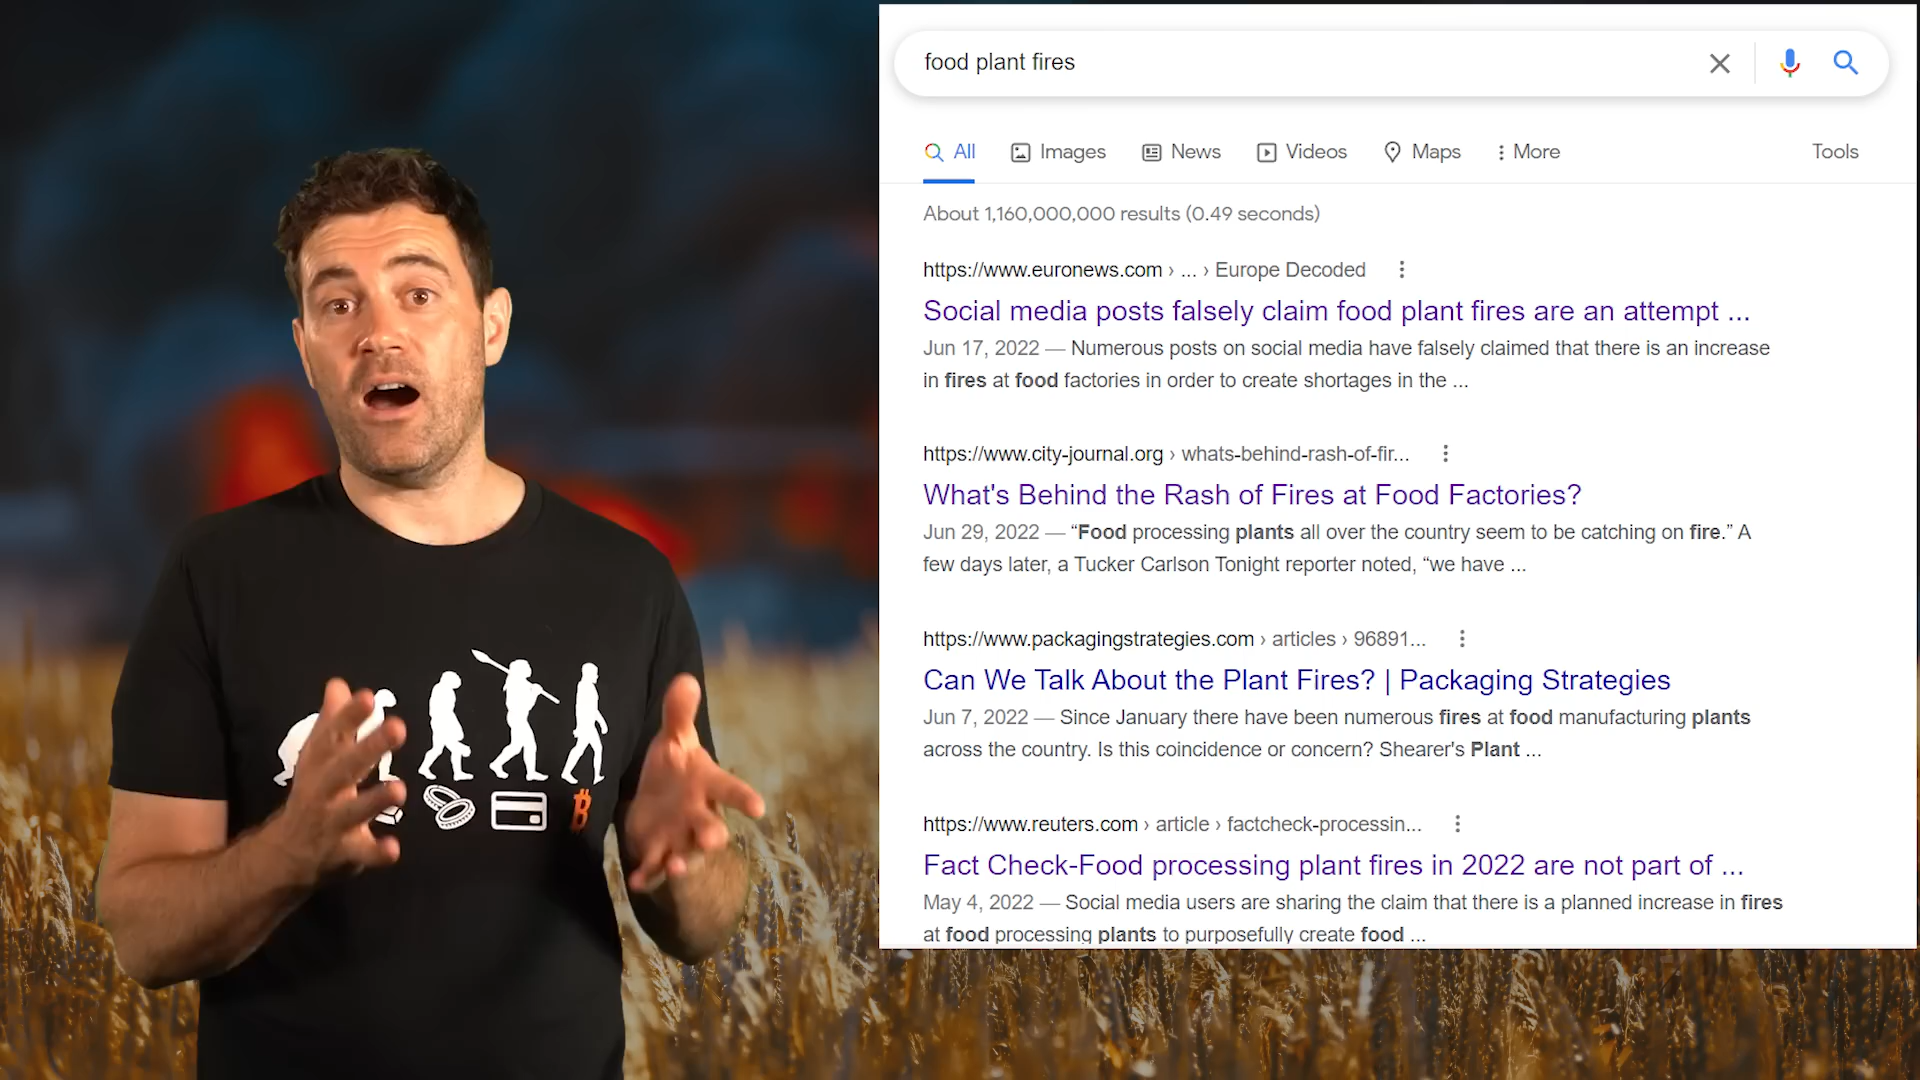 food plant fires
All Images News Videos Maps More Tools
About 1,160,000,000 results (0.49 seconds)
https://www.euronews.com › ... › Europe Decoded
Social media posts falsely claim food plant fires are an attempt ...
Jun 17, 2022 — Numerous posts on social media have falsely claimed that there is an increase
in fires at food factories in order to create shortages in the ...
https://www.city-journal.org › whats-behind-rash-of-fir...
What's Behind the Rash of Fires at Food Factories?
Jun 29, 2022 — “Food processing plants all over the country seem to be catching on fire.” A
few days later, a Tucker Carlson Tonight reporter noted, “we have ...
https://www.packagingstrategies.com › articles › 96891...
Can We Talk About the Plant Fires? | Packaging Strategies
Jun 7, 2022 — Since January there have been numerous fires at food manufacturing plants
across the country. Is this coincidence or concern? Shearer's Plant ...
https://www.reuters.com › article › factcheck-processin...
Fact Check-Food processing plant fires in 2022 are not part of ...
May 4, 2022 — Social media users are sharing the claim that there is a planned increase in fires
at food processing plants to purposefully create food ...